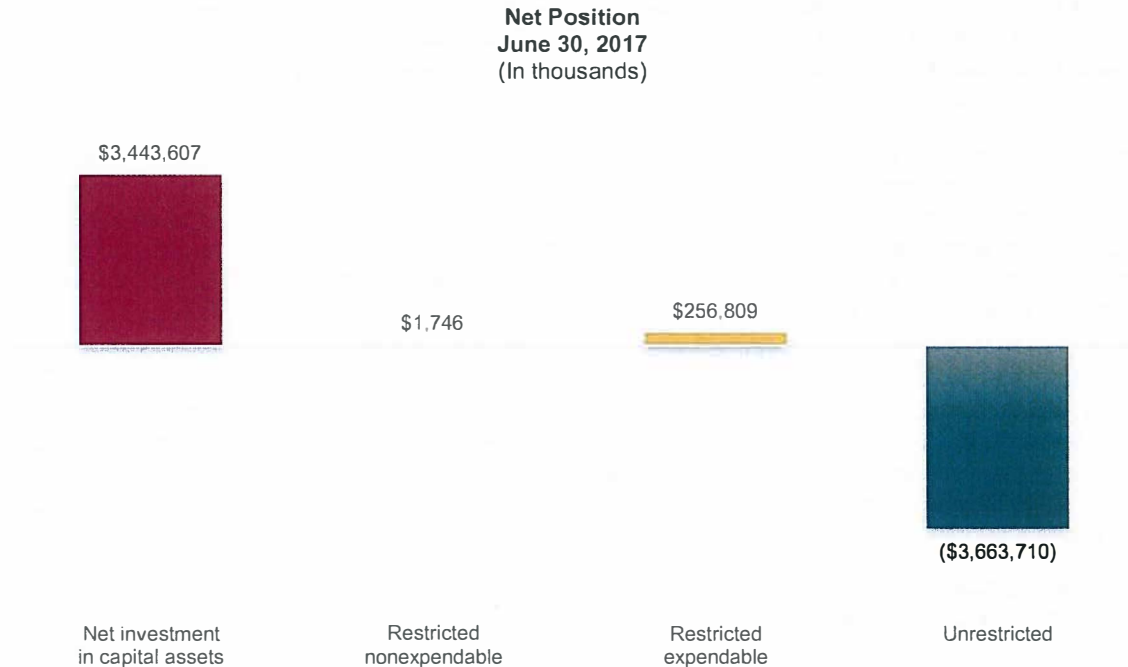 Net Position
June 30, 2017
(In thousands)
$3,443,607
$1,746
$256,809
($3,663,710)
Net investment
in capital assets
Restricted
nonexpendable
Restricted
expendable
Unrestricted